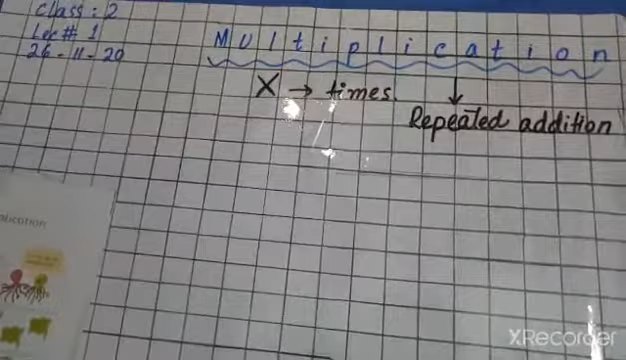 Class: 2
Lec # 1
26-11-20
Multiplication
X → times.
↓
Repeated addition
XRecorder